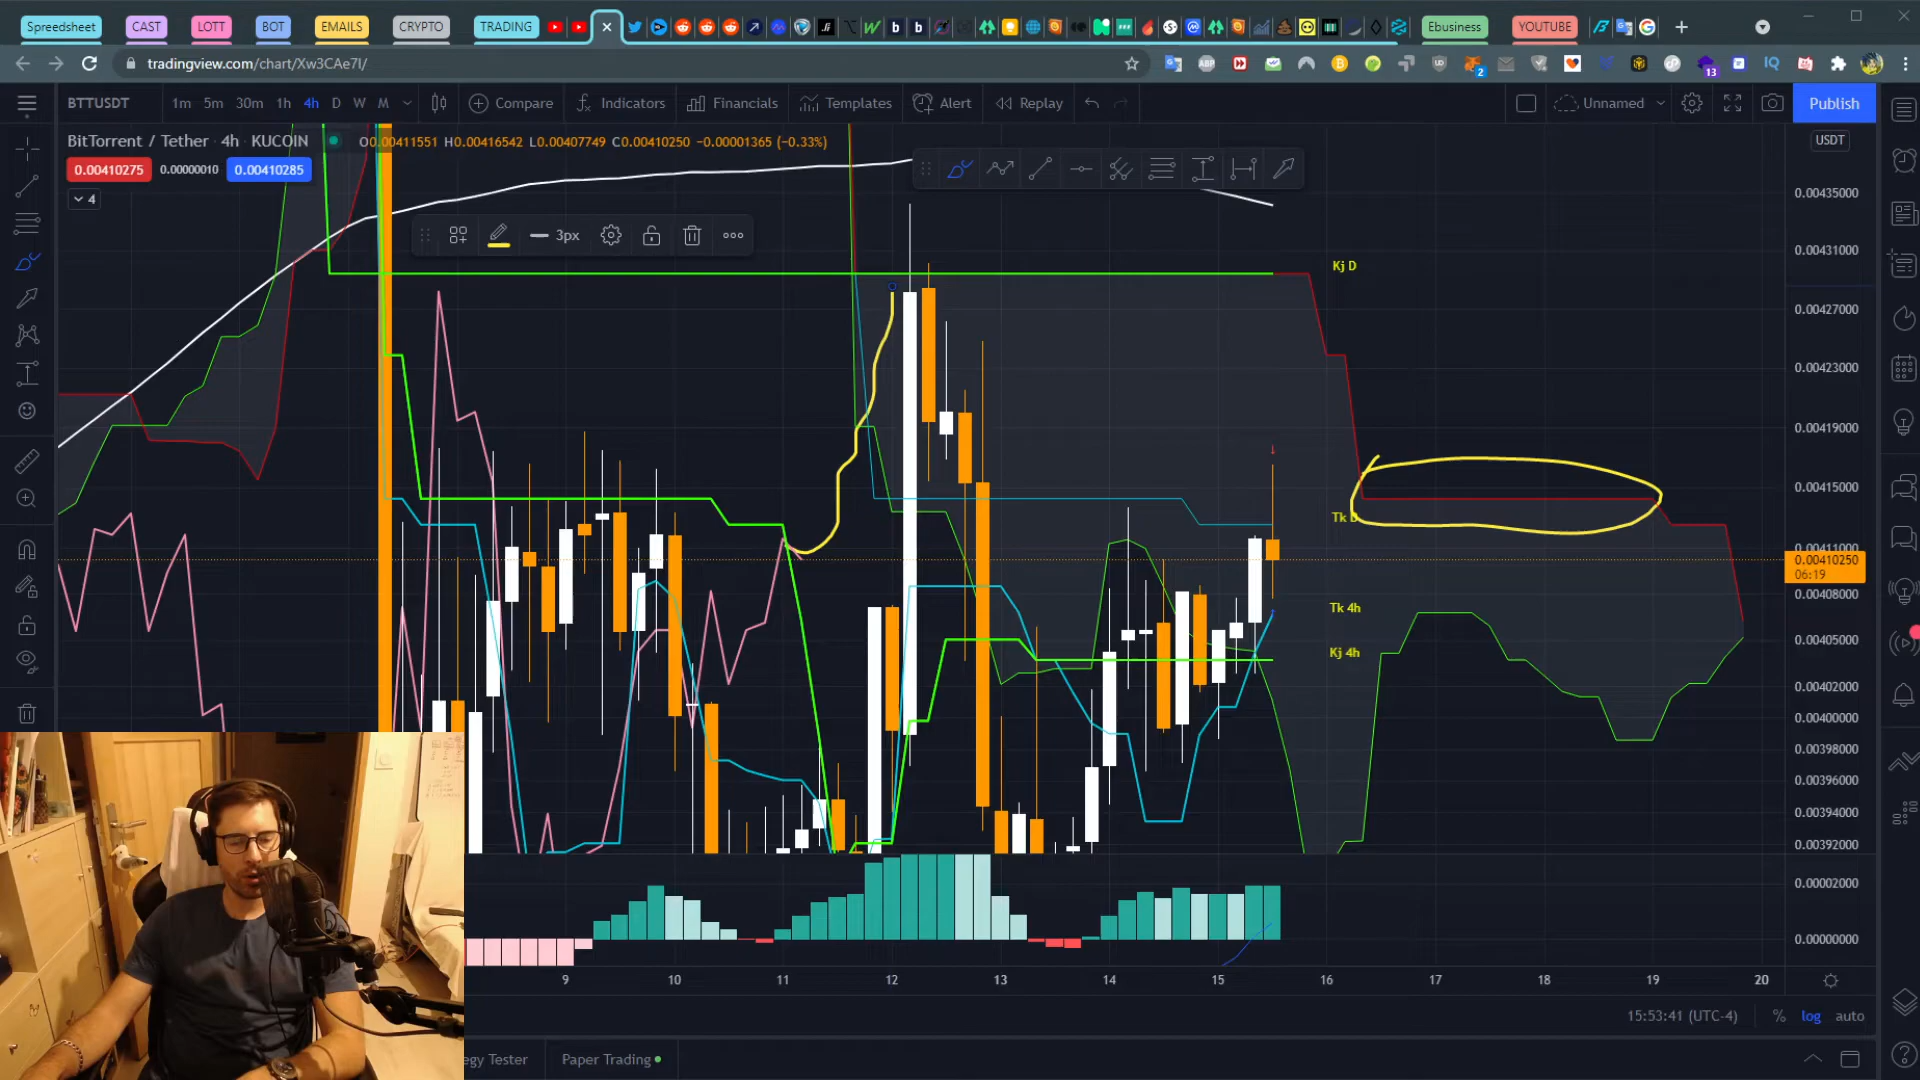 Spreedsheet CAST LOTT BOT EMAILS CRYPTO TRADING Ebusiness YOUTUBE
tradingview.com/chart/Xw3CAe7I/
2
13
BTTUSDT 1m 5m 30m 1h 4h D W M Compare Indicators Financials Templates Alert Replay Unnamed Publish
BitTorrent / Tether · 4h · KUCOIN O0.00411551 H0.00416542 L0.00407749 C0.00410250 −0.00001365 (−0.33%)
USDT
0.00410275 0.00000010 0.00410285
4
3px
0.00435000
0.00431000
Kj D
0.00427000
0.00423000
0.00419000
0.00415000
Tk D
0.00411000
0.00410250
06:19
0.00408000
Tk 4h
0.00405000
Kj 4h
0.00402000
0.00400000
0.00398000
0.00396000
0.00394000
0.00392000
0.00002000
0.00000000
9 10 11 12 13 14 15 16 17 18 19 20
15:53:41 (UTC-4) % log auto
egy Tester Paper Trading